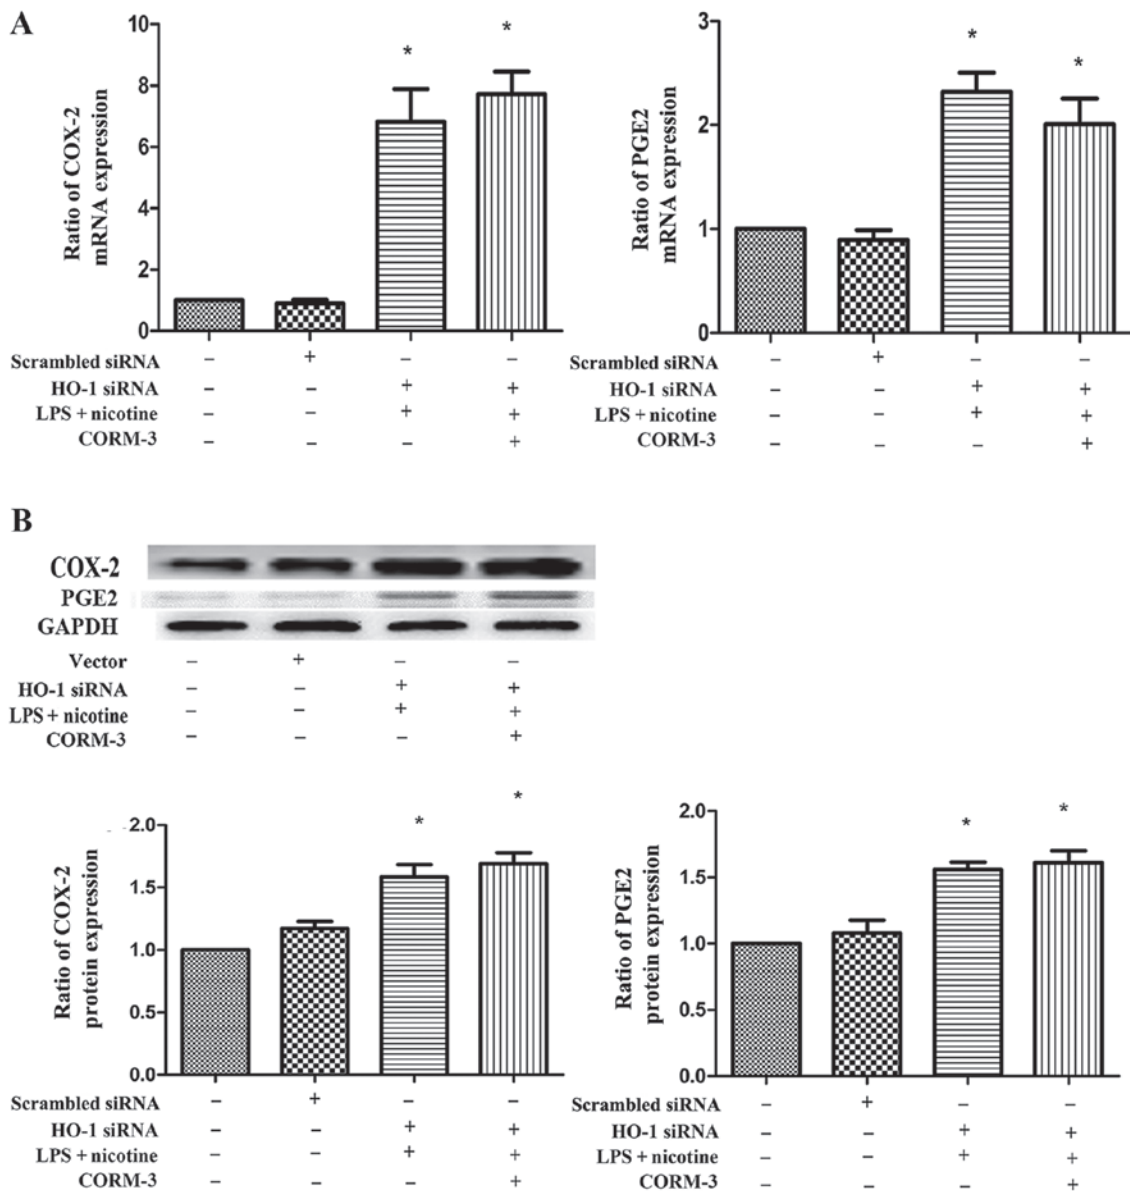 A
10
8
6
4
2
0
Ratio of COX-2
mRNA expression
* *
3
2
1
0
Ratio of PGE2
mRNA expression
* *
Scrambled siRNA – + – –
HO-1 siRNA – – + +
LPS + nicotine – – + +
CORM-3 – – – +
Scrambled siRNA – + – –
HO-1 siRNA – – + +
LPS + nicotine – – + +
CORM-3 – – – +
B
COX-2
PGE2
GAPDH
Vector – + – –
HO-1 siRNA – – + +
LPS + nicotine – – + +
CORM-3 – – – +
2.0
1.5
1.0
0.5
0.0
Ratio of COX-2
protein expression
* *
2.0
1.5
1.0
0.5
0.0
Ratio of PGE2
protein expression
* *
Scrambled siRNA – + – –
HO-1 siRNA – – + +
LPS + nicotine – – + +
CORM-3 – – – +
Scrambled siRNA – + – –
HO-1 siRNA – – + +
LPS + nicotine – – + +
CORM-3 – – – +